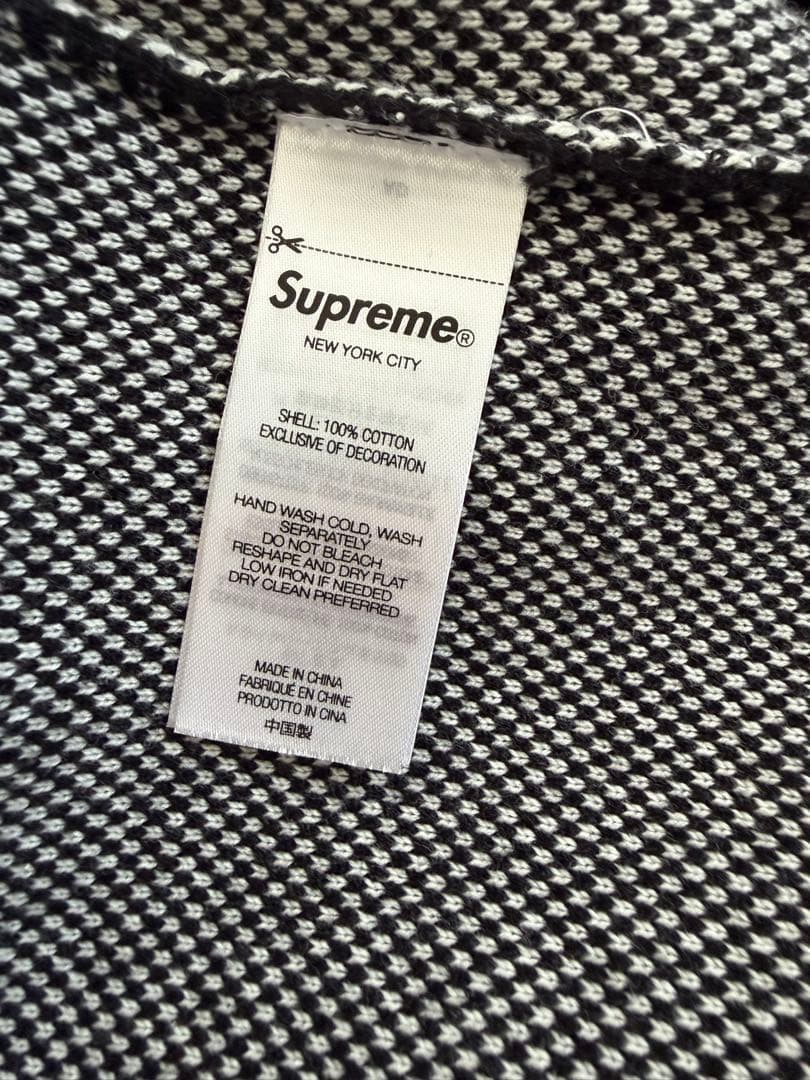 Supreme®
NEW YORK CITY
SHELL: 100% COTTON
EXCLUSIVE OF DECORATION
HAND WASH COLD, WASH
SEPARATELY
DO NOT BLEACH
RESHAPE AND DRY FLAT
LOW IRON IF NEEDED
DRY CLEAN PREFERRED
MADE IN CHINA
FABRIQUÉ EN CHINE
PRODOTTO IN CINA
中国製